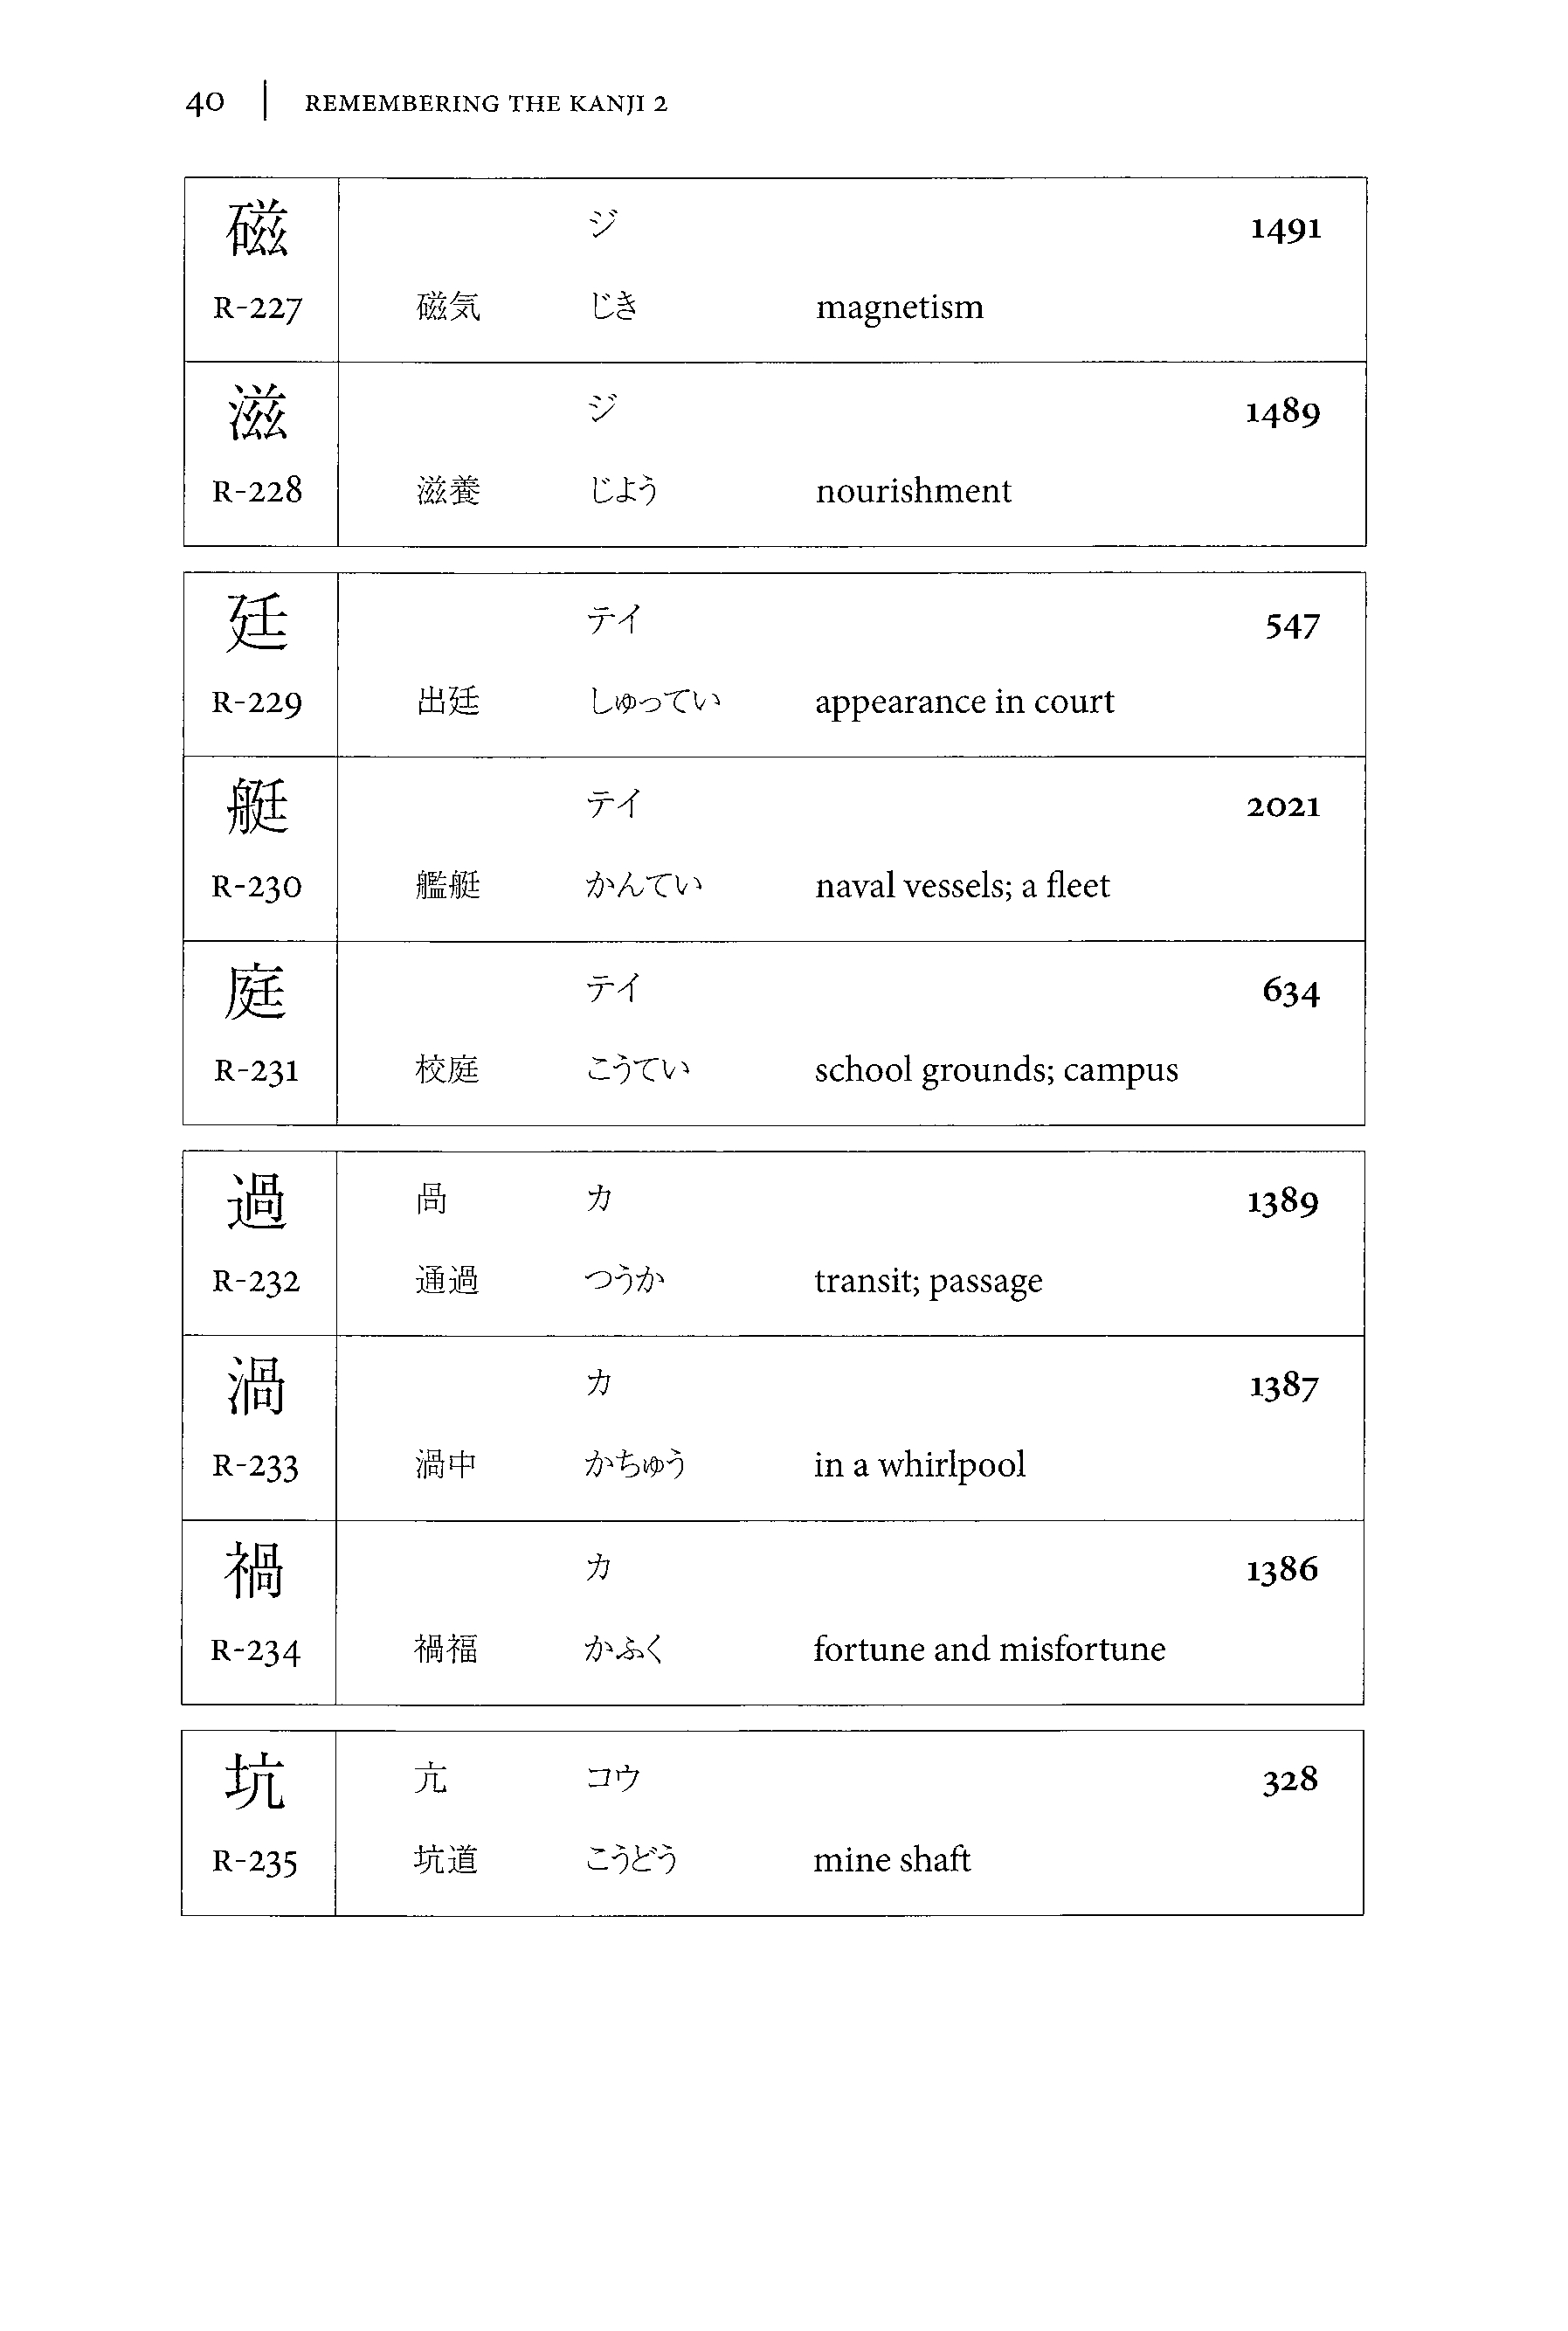 40 | REMEMBERING THE KANJI 2
磁 ジ 1491
R-227 磁気 じき magnetism
滋 ジ 1489
R-228 滋養 じよう nourishment
廷 テイ 547
R-229 出廷 しゅってい appearance in court
艇 テイ 2021
R-230 艦艇 かんてい naval vessels; a fleet
庭 テイ 634
R-231 校庭 こうてい school grounds; campus
過 咼 カ 1389
R-232 通過 つうか transit; passage
渦 カ 1387
R-233 渦中 かちゅう in a whirlpool
禍 カ 1386
R-234 禍福 かふく fortune and misfortune
坑 亢 コウ 328
R-235 坑道 こうどう mine shaft